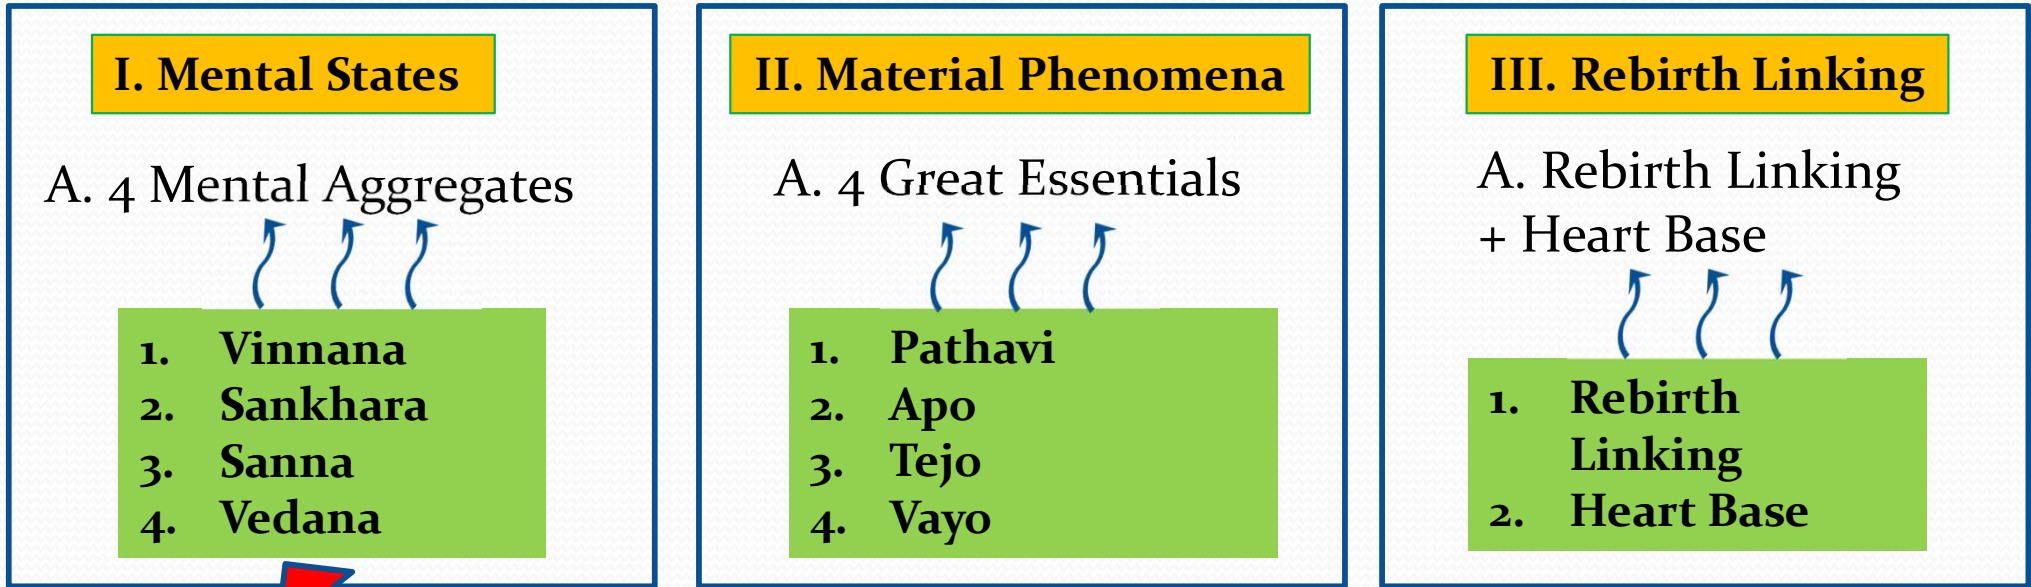 I. Mental States
A. 4 Mental Aggregates
1. Vinnana
2. Sankhara
3. Sanna
4. Vedana
II. Material Phenomena
A. 4 Great Essentials
1. Pathavi
2. Apo
3. Tejo
4. Vayo
III. Rebirth Linking
A. Rebirth Linking
+ Heart Base
1. Rebirth
Linking
2. Heart Base